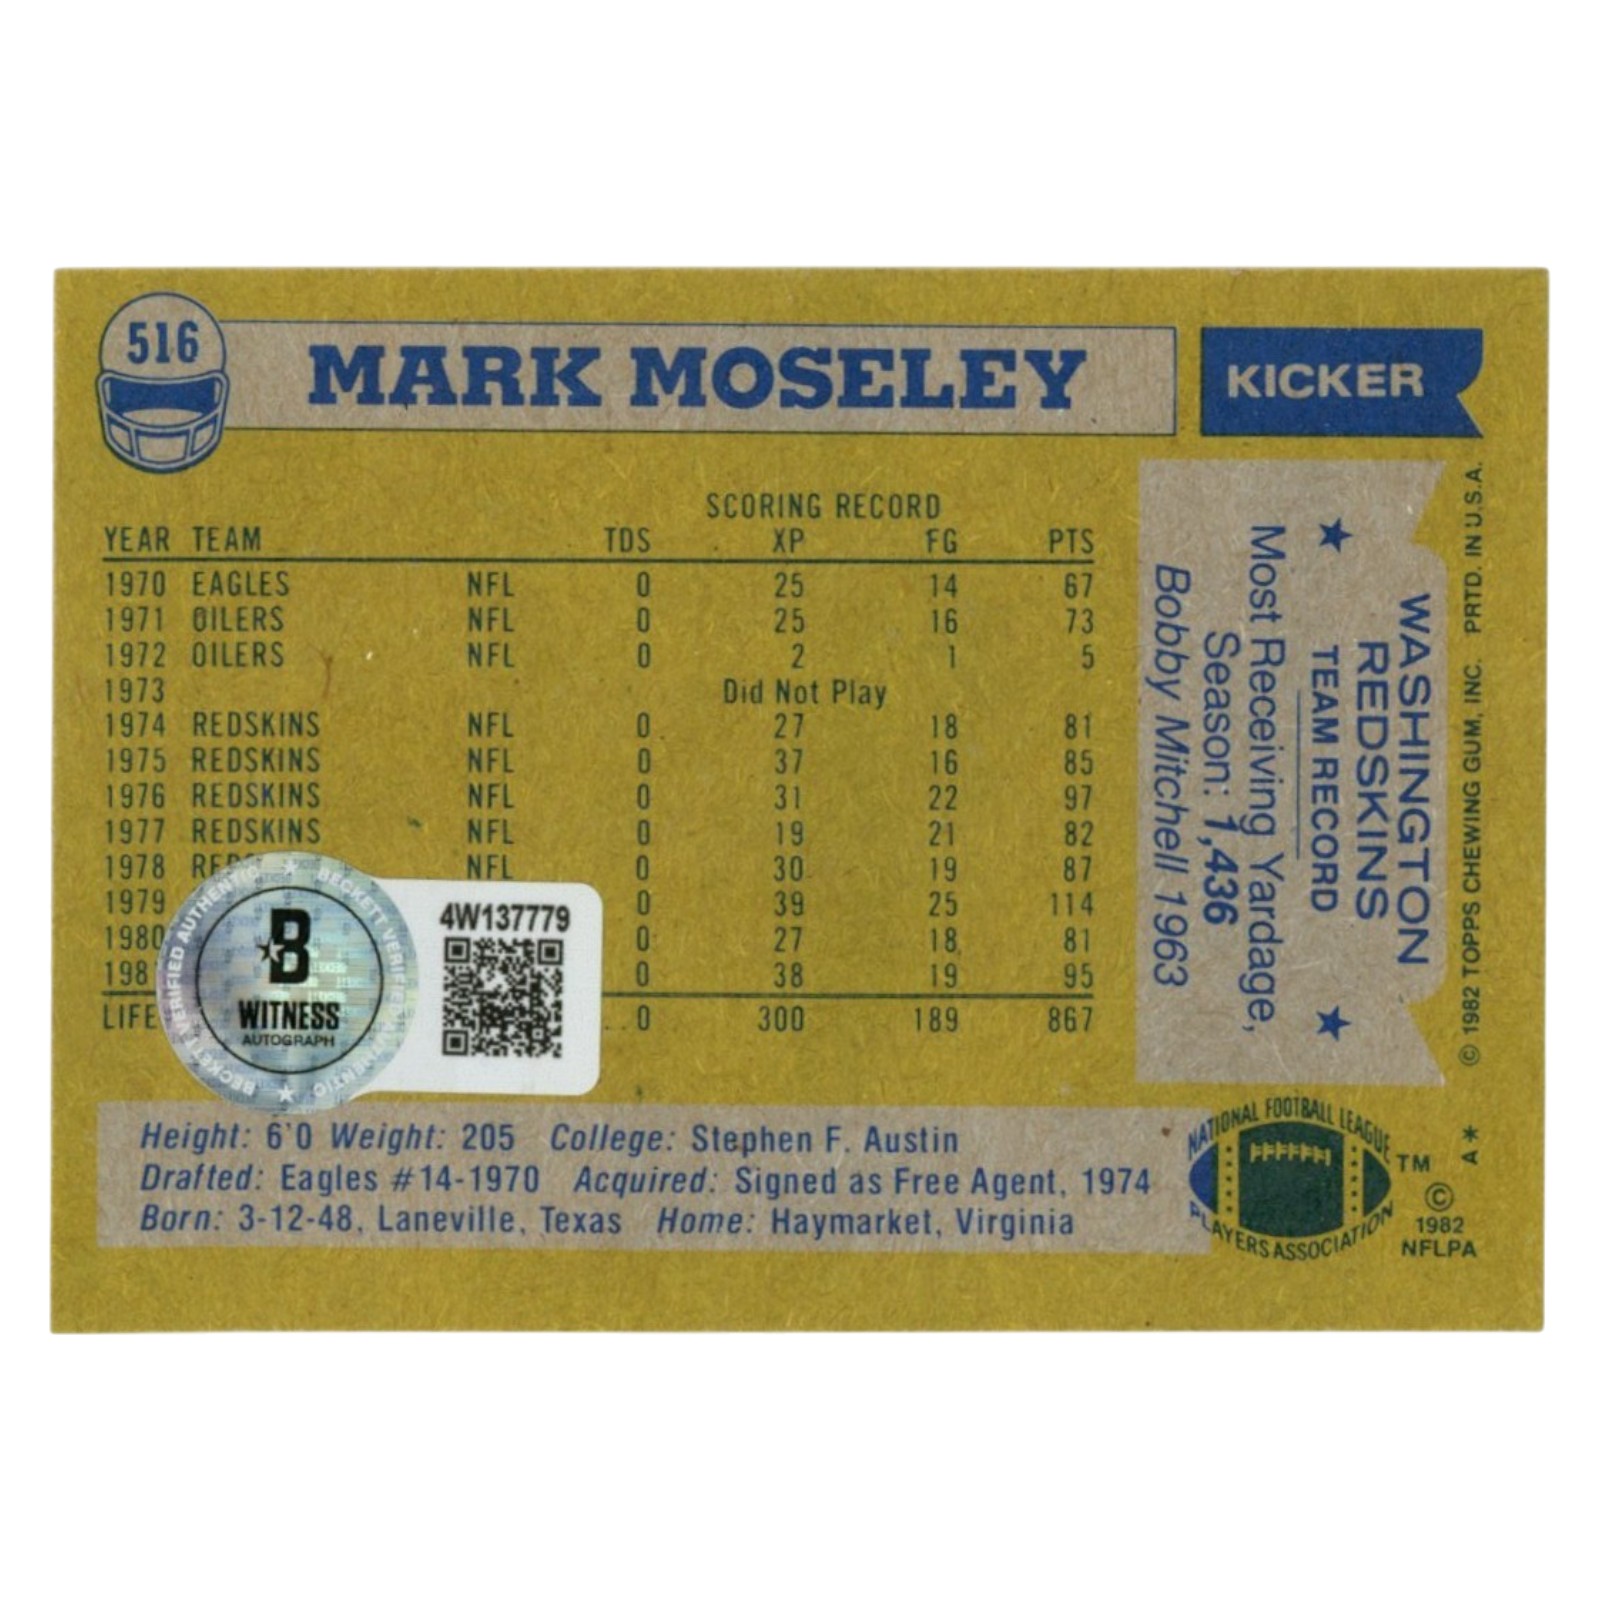 516
MARK MOSELEY
KICKER
SCORING RECORD
YEAR TEAM TDS XP FG PTS
1970 EAGLES NFL 0 25 14 67
1971 OILERS NFL 0 25 16 73
1972 OILERS NFL 0 2 1 5
1973 Did Not Play
1974 REDSKINS NFL 0 27 18 81
1975 REDSKINS NFL 0 37 16 85
1976 REDSKINS NFL 0 31 22 97
1977 REDSKINS NFL 0 19 21 82
1978 NFL 0 30 19 87
1979 0 39 25 114
1980 0 27 18 81
198 0 38 19 95
LIFE 0 300 189 867
BECKETT VERIFIED AUTHENTIC
B
WITNESS
AUTOGRAPH
4W137779
WASHINGTON
REDSKINS
TEAM RECORD
Most Receiving Yardage,
Season: 1,436
Bobby Mitchell 1963
© 1982 TOPPS CHEWING GUM, INC. PRTD. IN U.S.A.
Height: 6'0 Weight: 205 College: Stephen F. Austin
Drafted: Eagles #14-1970 Acquired: Signed as Free Agent, 1974
Born: 3-12-48, Laneville, Texas Home: Haymarket, Virginia
NATIONAL FOOTBALL LEAGUE
PLAYERS ASSOCIATION
TM
©
1982
NFLPA
A*